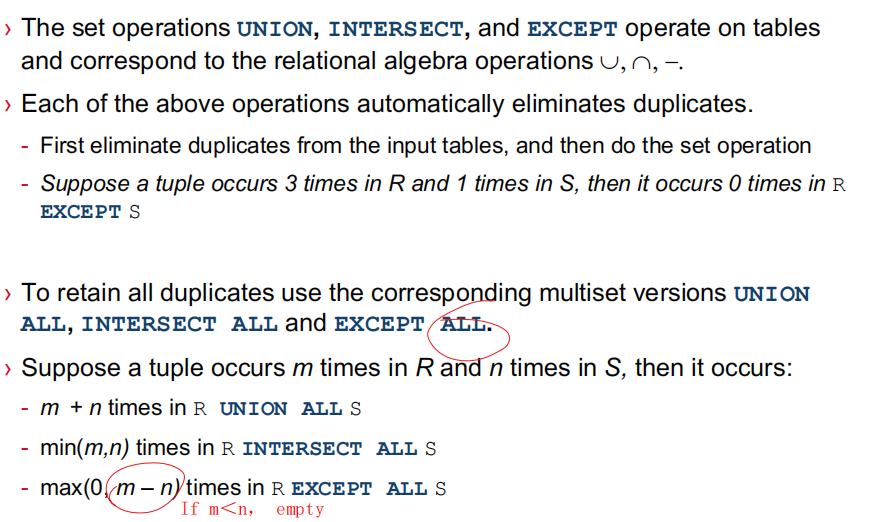 › The set operations UNION, INTERSECT, and EXCEPT operate on tables
and correspond to the relational algebra operations ∪, ∩, −.
› Each of the above operations automatically eliminates duplicates.
- First eliminate duplicates from the input tables, and then do the set operation
- Suppose a tuple occurs 3 times in R and 1 times in S, then it occurs 0 times in R
EXCEPT S
› To retain all duplicates use the corresponding multiset versions UNION
ALL, INTERSECT ALL and EXCEPT ALL.
› Suppose a tuple occurs m times in R and n times in S, then it occurs:
- m + n times in R UNION ALL S
- min(m,n) times in R INTERSECT ALL S
- max(0, m – n) times in R EXCEPT ALL S
If m<n, empty